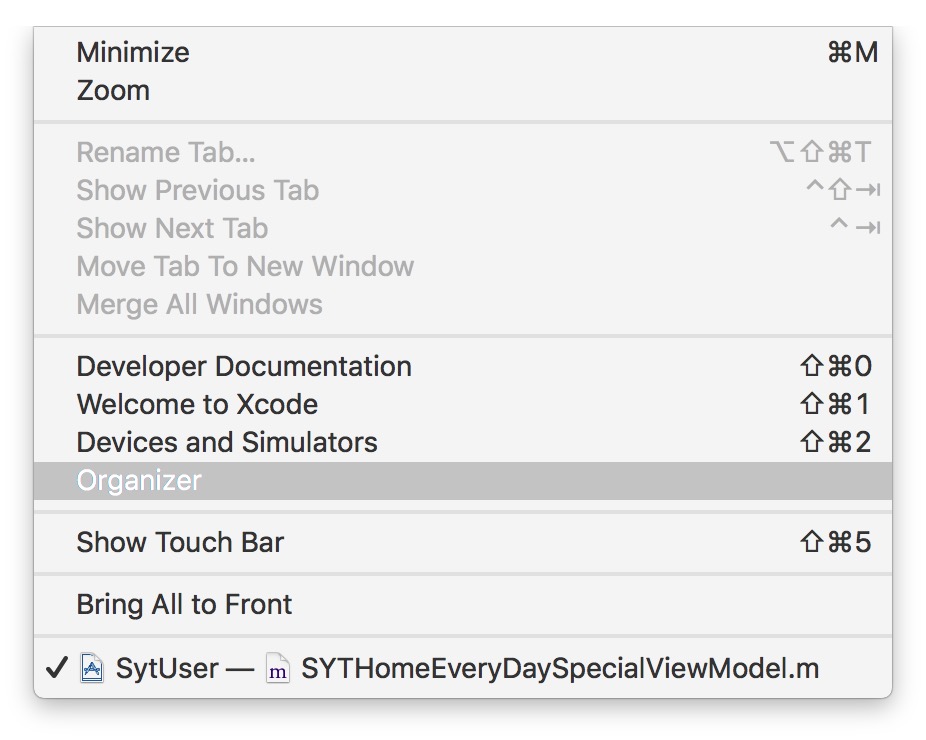 Minimize ⌘M
Zoom
Rename Tab... ⌥⇧⌘T
Show Previous Tab ^⇧⇥
Show Next Tab ^⇥
Move Tab To New Window
Merge All Windows
Developer Documentation ⇧⌘0
Welcome to Xcode ⇧⌘1
Devices and Simulators ⇧⌘2
Organizer
Show Touch Bar ⇧⌘5
Bring All to Front
✓ SytUser — m SYTHomeEveryDaySpecialViewModel.m